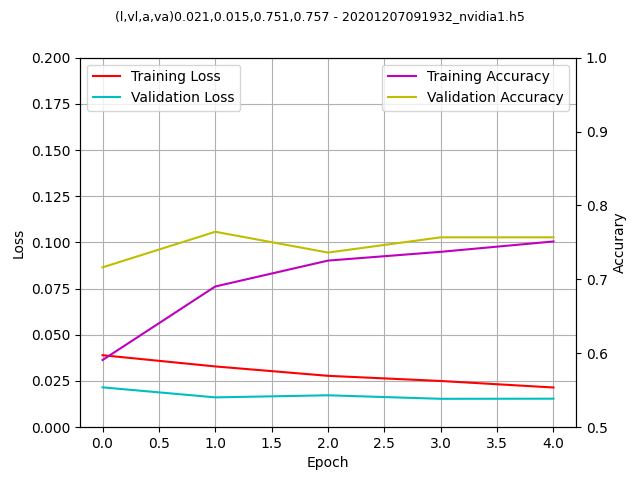 (l,vl,a,va)0.021,0.015,0.751,0.757 - 20201207091932_nvidia1.h5
Training Loss
Validation Loss
Training Accuracy
Validation Accuracy
0.200
0.175
0.150
0.125
0.100
0.075
0.050
0.025
0.000
Loss
1.0
0.9
0.8
0.7
0.6
0.5
Accurary
0.0 0.5 1.0 1.5 2.0 2.5 3.0 3.5 4.0
Epoch